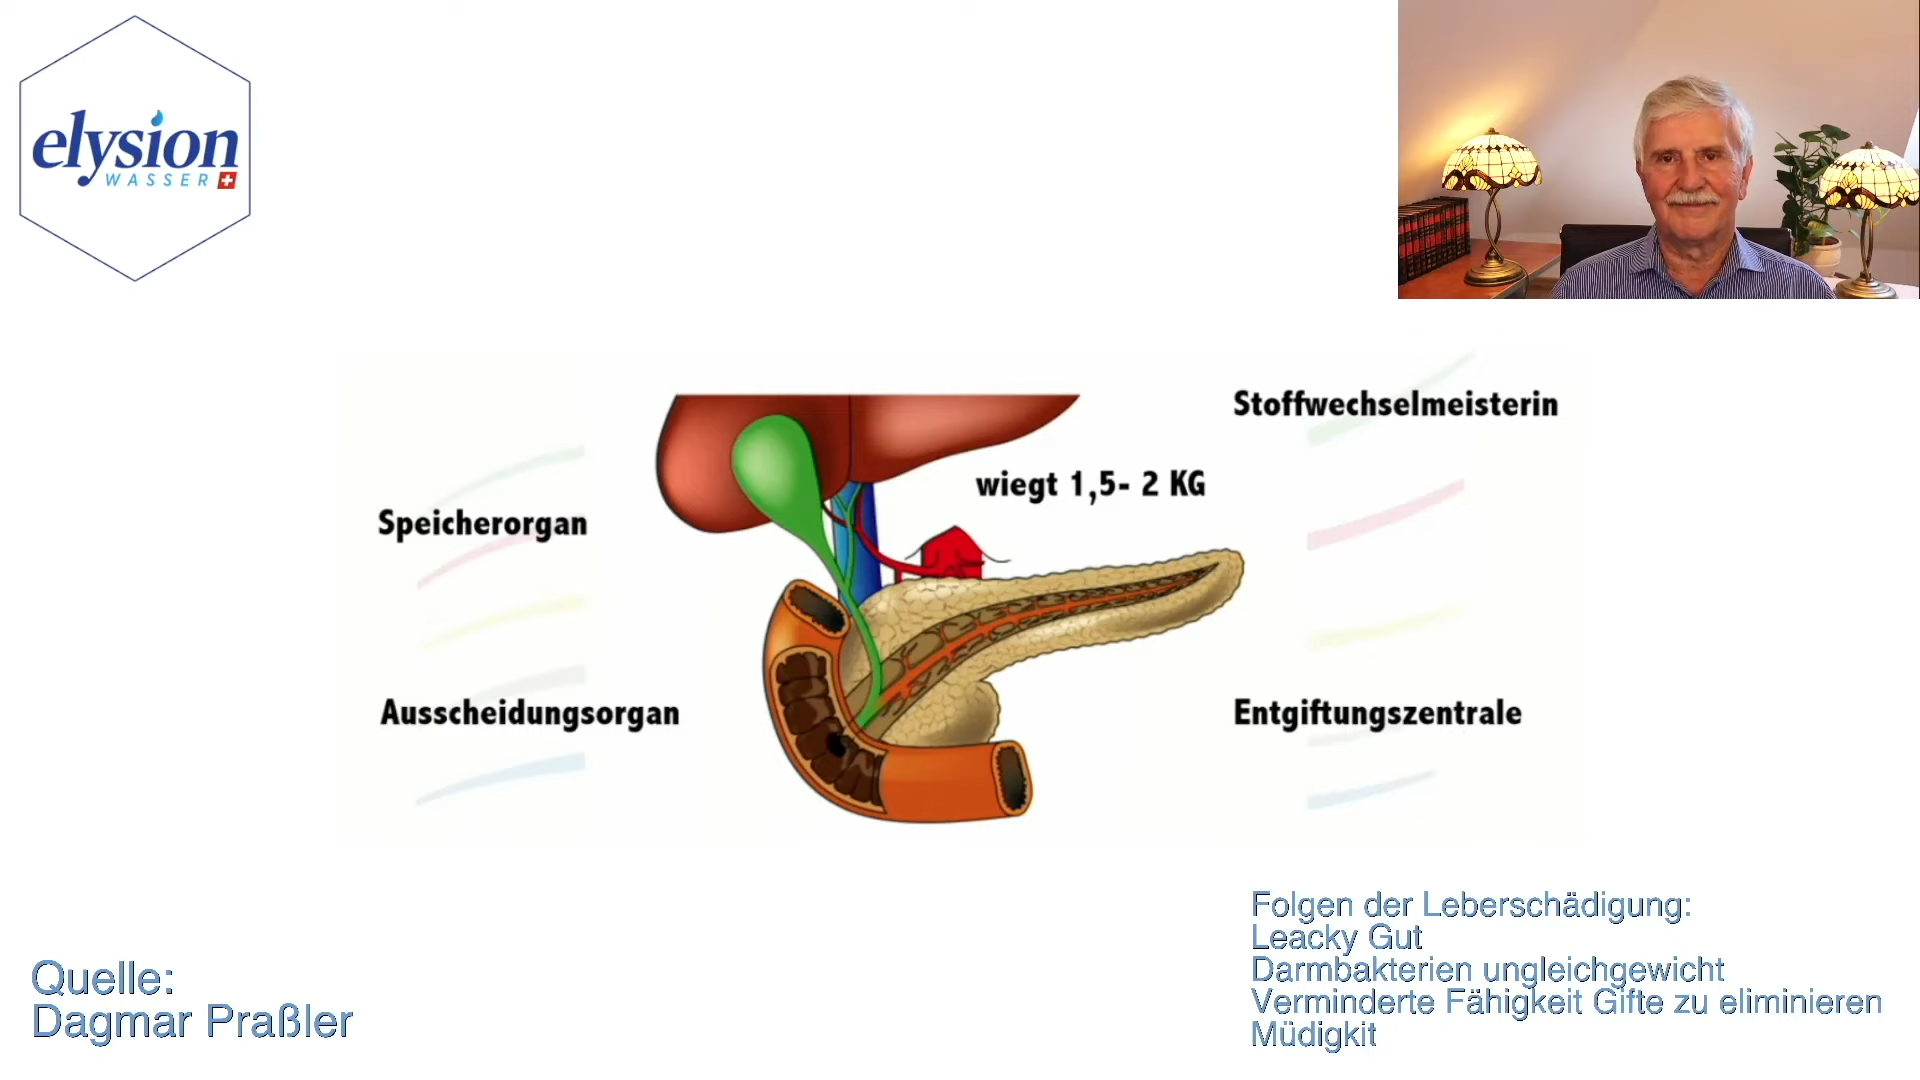 elysion
WASSER
Stoffwechselmeisterin
wiegt 1,5- 2 KG
Speicherorgan
Ausscheidungsorgan
Entgiftungszentrale
Folgen der Leberschädigung:
Leacky Gut
Darmbakterien ungleichgewicht
Verminderte Fähigkeit Gifte zu eliminieren
Müdigkit
Quelle:
Dagmar Praßler